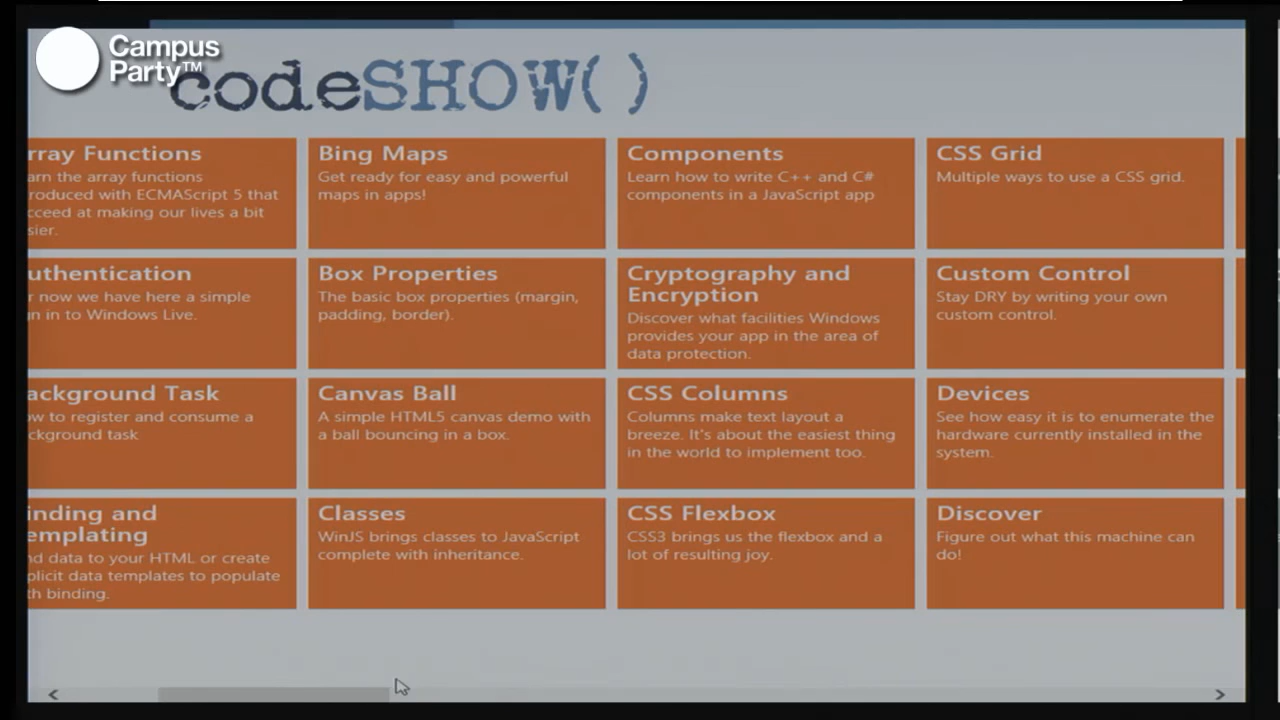 Campus
Party™
codeSHOW()
rray Functions
arn the array functions
roduced with ECMAScript 5 that
cceed at making our lives a bit
sier.
Bing Maps
Get ready for easy and powerful
maps in apps!
Components
Learn how to write C++ and C#
components in a JavaScript app
CSS Grid
Multiple ways to use a CSS grid.
uthentication
r now we have here a simple
n in to Windows Live.
Box Properties
The basic box properties (margin,
padding, border).
Cryptography and
Encryption
Discover what facilities Windows
provides your app in the area of
data protection.
Custom Control
Stay DRY by writing your own
custom control.
ackground Task
ow to register and consume a
ckground task
Canvas Ball
A simple HTML5 canvas demo with
a ball bouncing in a box.
CSS Columns
Columns make text layout a
breeze. It's about the easiest thing
in the world to implement too.
Devices
See how easy it is to enumerate the
hardware currently installed in the
system.
inding and
emplating
nd data to your HTML or create
plicit data templates to populate
th binding.
Classes
WinJS brings classes to JavaScript
complete with inheritance.
CSS Flexbox
CSS3 brings us the flexbox and a
lot of resulting joy.
Discover
Figure out what this machine can
do!